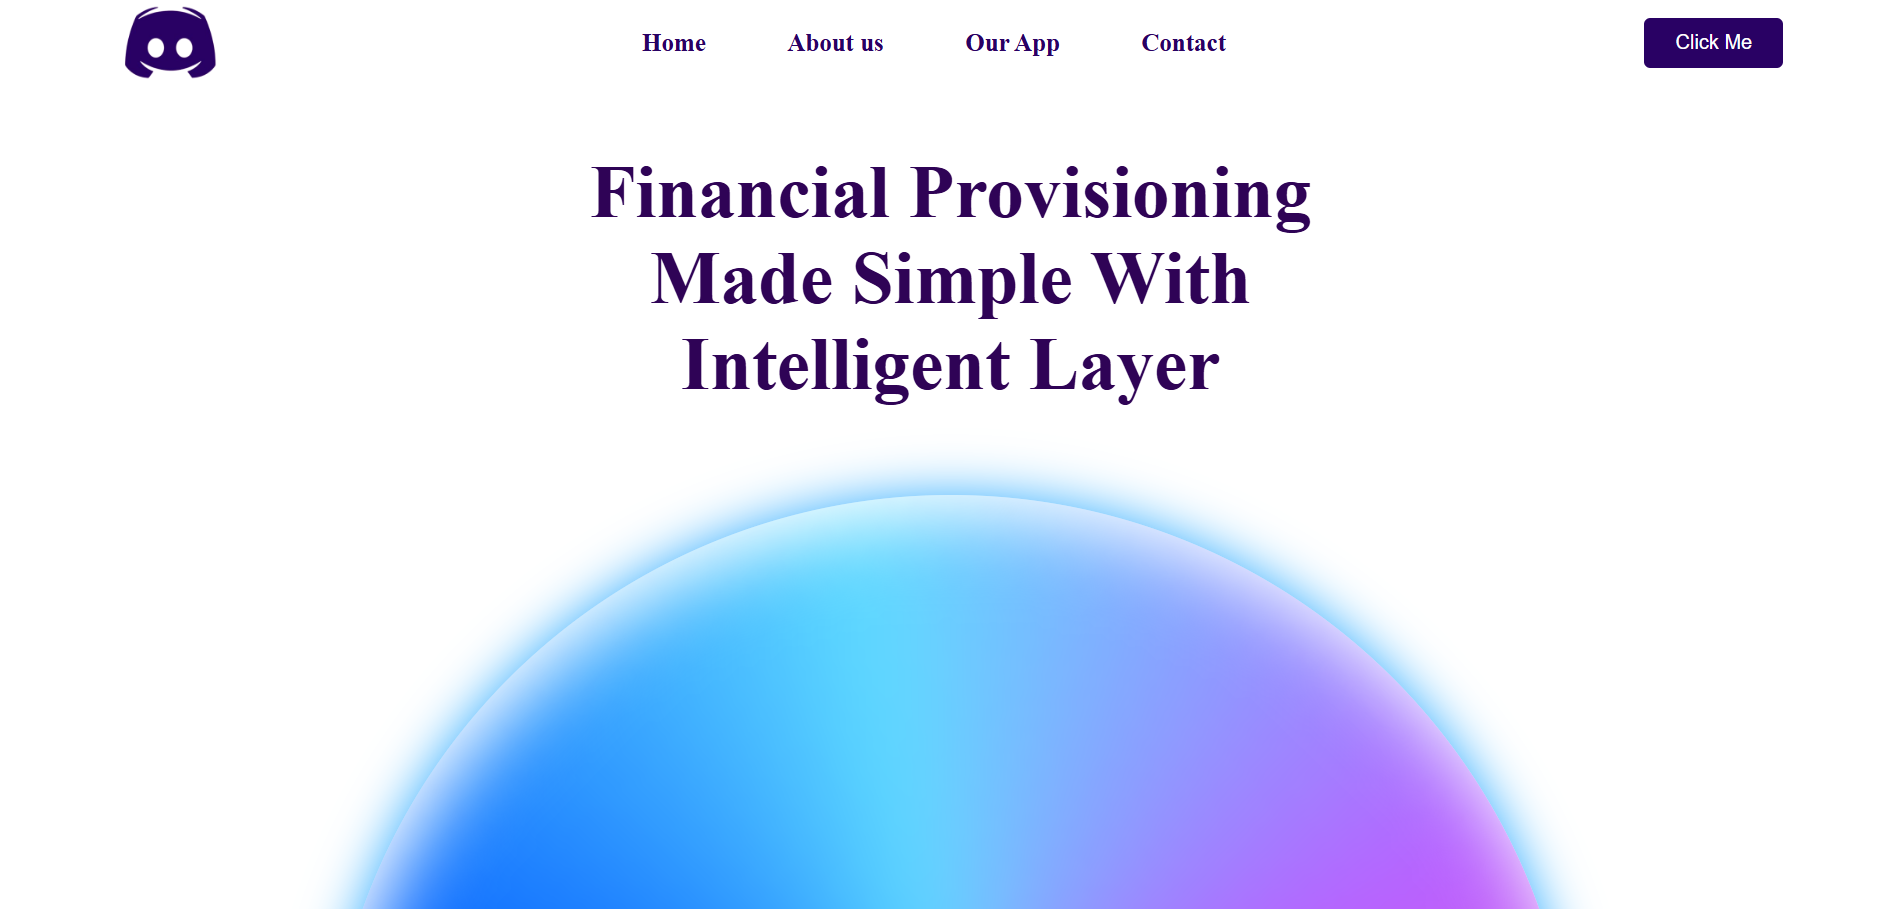 Home
About us
Our App
Contact
Click Me
Financial Provisioning
Made Simple With
Intelligent Layer